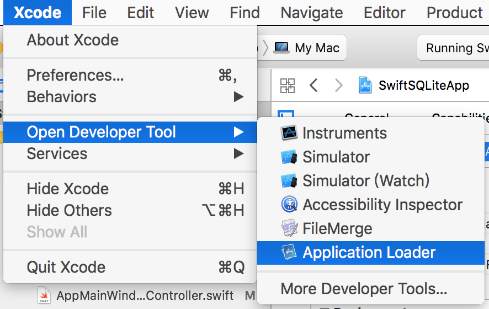 Xcode File Edit View Find Navigate Editor Product
About Xcode
My Mac
Running Sw
Preferences... ⌘,
Behaviors
SwiftSQLiteApp
General
Open Developer Tool
Services
Instruments
Simulator
Simulator (Watch)
Hide Xcode ⌘H
Accessibility Inspector
Hide Others ⌥⌘H
FileMerge
Show All
Application Loader
Quit Xcode ⌘Q
More Developer Tools...
AppMainWind...Controller.swift M